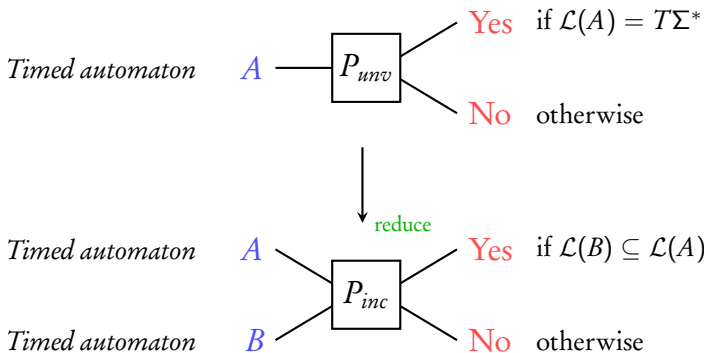 Yes if ℒ(A) = TΣ*
Timed automaton A P_unv
No otherwise
reduce
Timed automaton A Yes if ℒ(B) ⊆ ℒ(A)
P_inc
Timed automaton B No otherwise